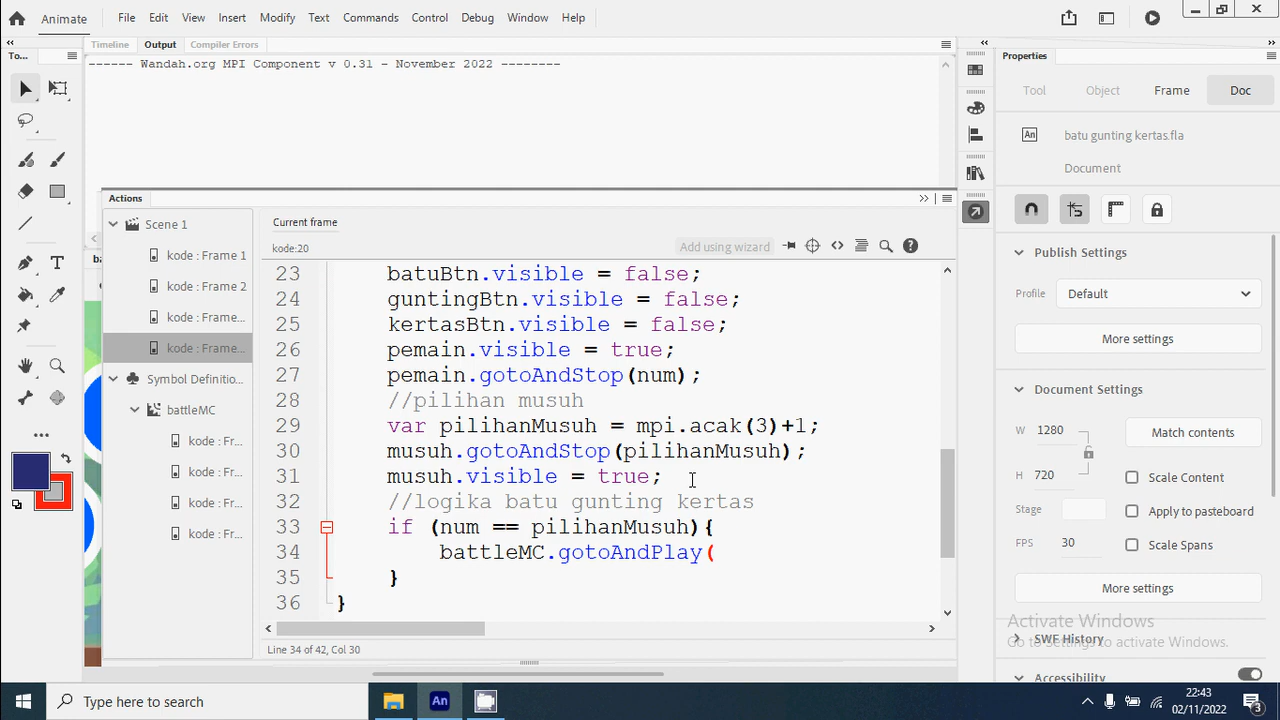 Animate
File Edit View Insert Modify Text Commands Control Debug Window Help
To...
Timeline Output Compiler Errors
------ Wandah.org MPI Component v 0.31 - November 2022 --------
Actions
Scene 1
kode : Frame 1
kode : Frame 2
kode : Frame...
kode : Frame...
Symbol Definitio...
battleMC
kode : Fr...
kode : Fr...
kode : Fr...
kode : Fr...
Current frame
kode:20
Add using wizard
23 batuBtn.visible = false;
24 guntingBtn.visible = false;
25 kertasBtn.visible = false;
26 pemain.visible = true;
27 pemain.gotoAndStop(num);
28 //pilihan musuh
29 var pilihanMusuh = mpi.acak(3)+1;
30 musuh.gotoAndStop(pilihanMusuh);
31 musuh.visible = true;
32 //logika batu gunting kertas
33 if (num == pilihanMusuh){
34 battleMC.gotoAndPlay(
35 }
36 }
Line 34 of 42, Col 30
Properties
Tool Object Frame Doc
An batu gunting kertas.fla
Document
Publish Settings
Profile Default
More settings
Document Settings
W 1280 Match contents
H 720 Scale Content
Stage Apply to pasteboard
FPS 30 Scale Spans
More settings
SWF History
Accessibility
Activate Windows
Go to Settings to activate Windows.
Type here to search
An
22:43
02/11/2022
3